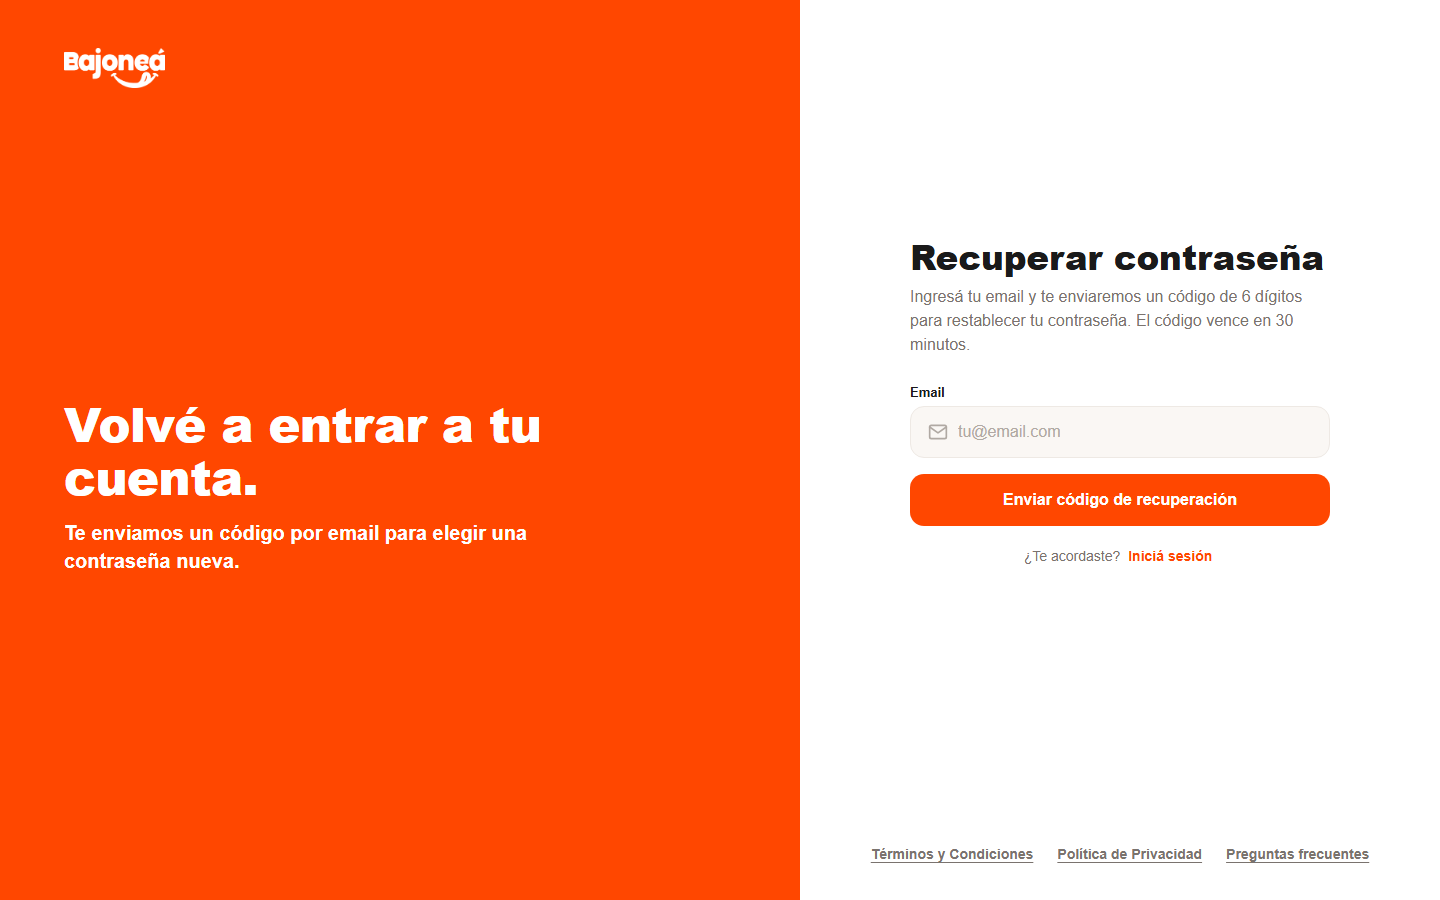 Bajoneá
Volvé a entrar a tu
cuenta.
Te enviamos un código por email para elegir una
contraseña nueva.
Recuperar contraseña
Ingresá tu email y te enviaremos un código de 6 dígitos
para restablecer tu contraseña. El código vence en 30
minutos.
Email
tu@email.com
Enviar código de recuperación
¿Te acordaste? Iniciá sesión
Términos y Condiciones Política de Privacidad Preguntas frecuentes